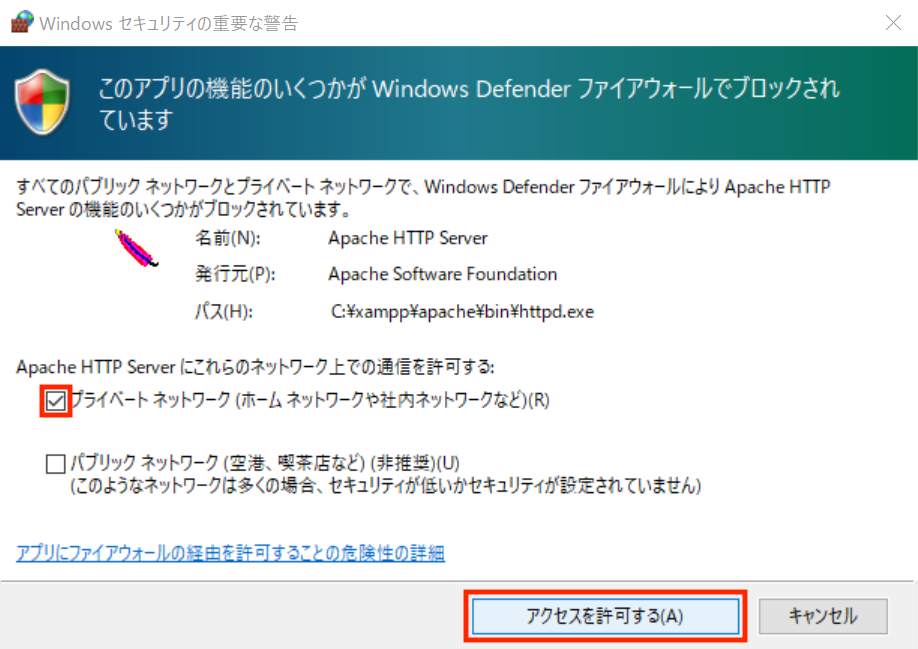 Windows セキュリティの重要な警告
このアプリの機能のいくつかが Windows Defender ファイアウォールでブロックされ
ています
すべてのパブリック ネットワークとプライベート ネットワークで、Windows Defender ファイアウォールにより Apache HTTP
Server の機能のいくつかがブロックされています。
名前(N): Apache HTTP Server
発行元(P): Apache Software Foundation
パス(H): C:¥xampp¥apache¥bin¥httpd.exe
Apache HTTP Server にこれらのネットワーク上での通信を許可する:
プライベート ネットワーク (ホーム ネットワークや社内ネットワークなど)(R)
パブリック ネットワーク (空港、喫茶店など) (非推奨)(U)
(このようなネットワークは多くの場合、セキュリティが低いかセキュリティが設定されていません)
アプリにファイアウォールの経由を許可することの危険性の詳細
アクセスを許可する(A) キャンセル